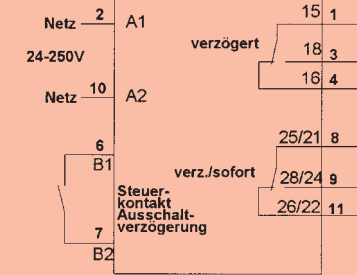 2 15 1
Netz A1
verzögert 18 3
24-250V
16 4
10
Netz A2
6 25/21 8
B1
verz./sofort 28/24 9
Steuer-
kontakt 26/22 11
Ausschalt-
verzögerung
7
B2